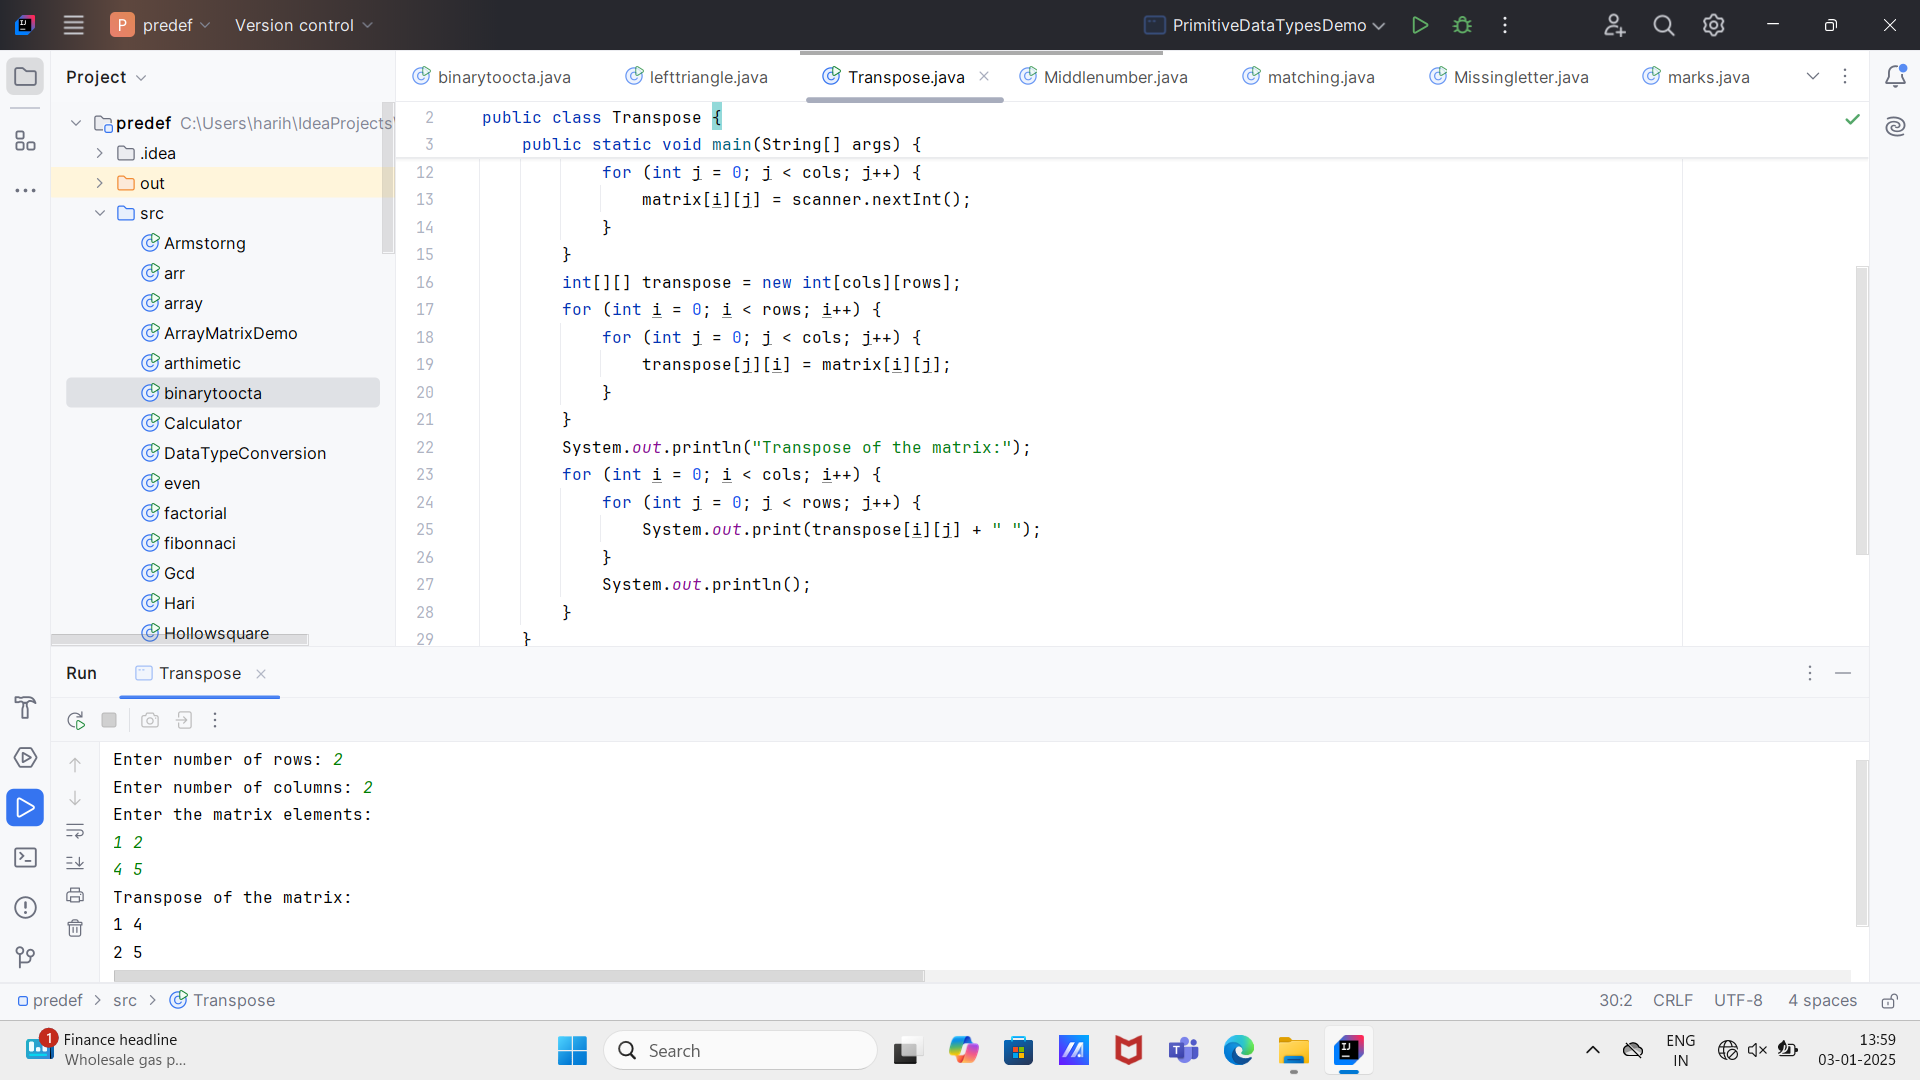 P predef
Version control
PrimitiveDataTypesDemo
Project
binarytoocta.java
lefttriangle.java
Transpose.java
Middlenumber.java
matching.java
Missingletter.java
marks.java
predef C:\Users\harih\IdeaProjects\
.idea
out
src
Armstorng
arr
array
ArrayMatrixDemo
arthimetic
binarytoocta
Calculator
DataTypeConversion
even
factorial
fibonnaci
Gcd
Hari
Hollowsquare
2 public class Transpose {
3 public static void main(String[] args) {
12 for (int j = 0; j < cols; j++) {
13 matrix[i][j] = scanner.nextInt();
14 }
15 }
16 int[][] transpose = new int[cols][rows];
17 for (int i = 0; i < rows; i++) {
18 for (int j = 0; j < cols; j++) {
19 transpose[j][i] = matrix[i][j];
20 }
21 }
22 System.out.println("Transpose of the matrix:");
23 for (int i = 0; i < cols; i++) {
24 for (int j = 0; j < rows; j++) {
25 System.out.print(transpose[i][j] + " ");
26 }
27 System.out.println();
28 }
29 }
Run
Transpose
Enter number of rows: 2
Enter number of columns: 2
Enter the matrix elements:
1 2
4 5
Transpose of the matrix:
1 4
2 5
predef > src > Transpose
30:2 CRLF UTF-8 4 spaces
1
Finance headline
Wholesale gas p...
Search
ENG
IN
13:59
03-01-2025